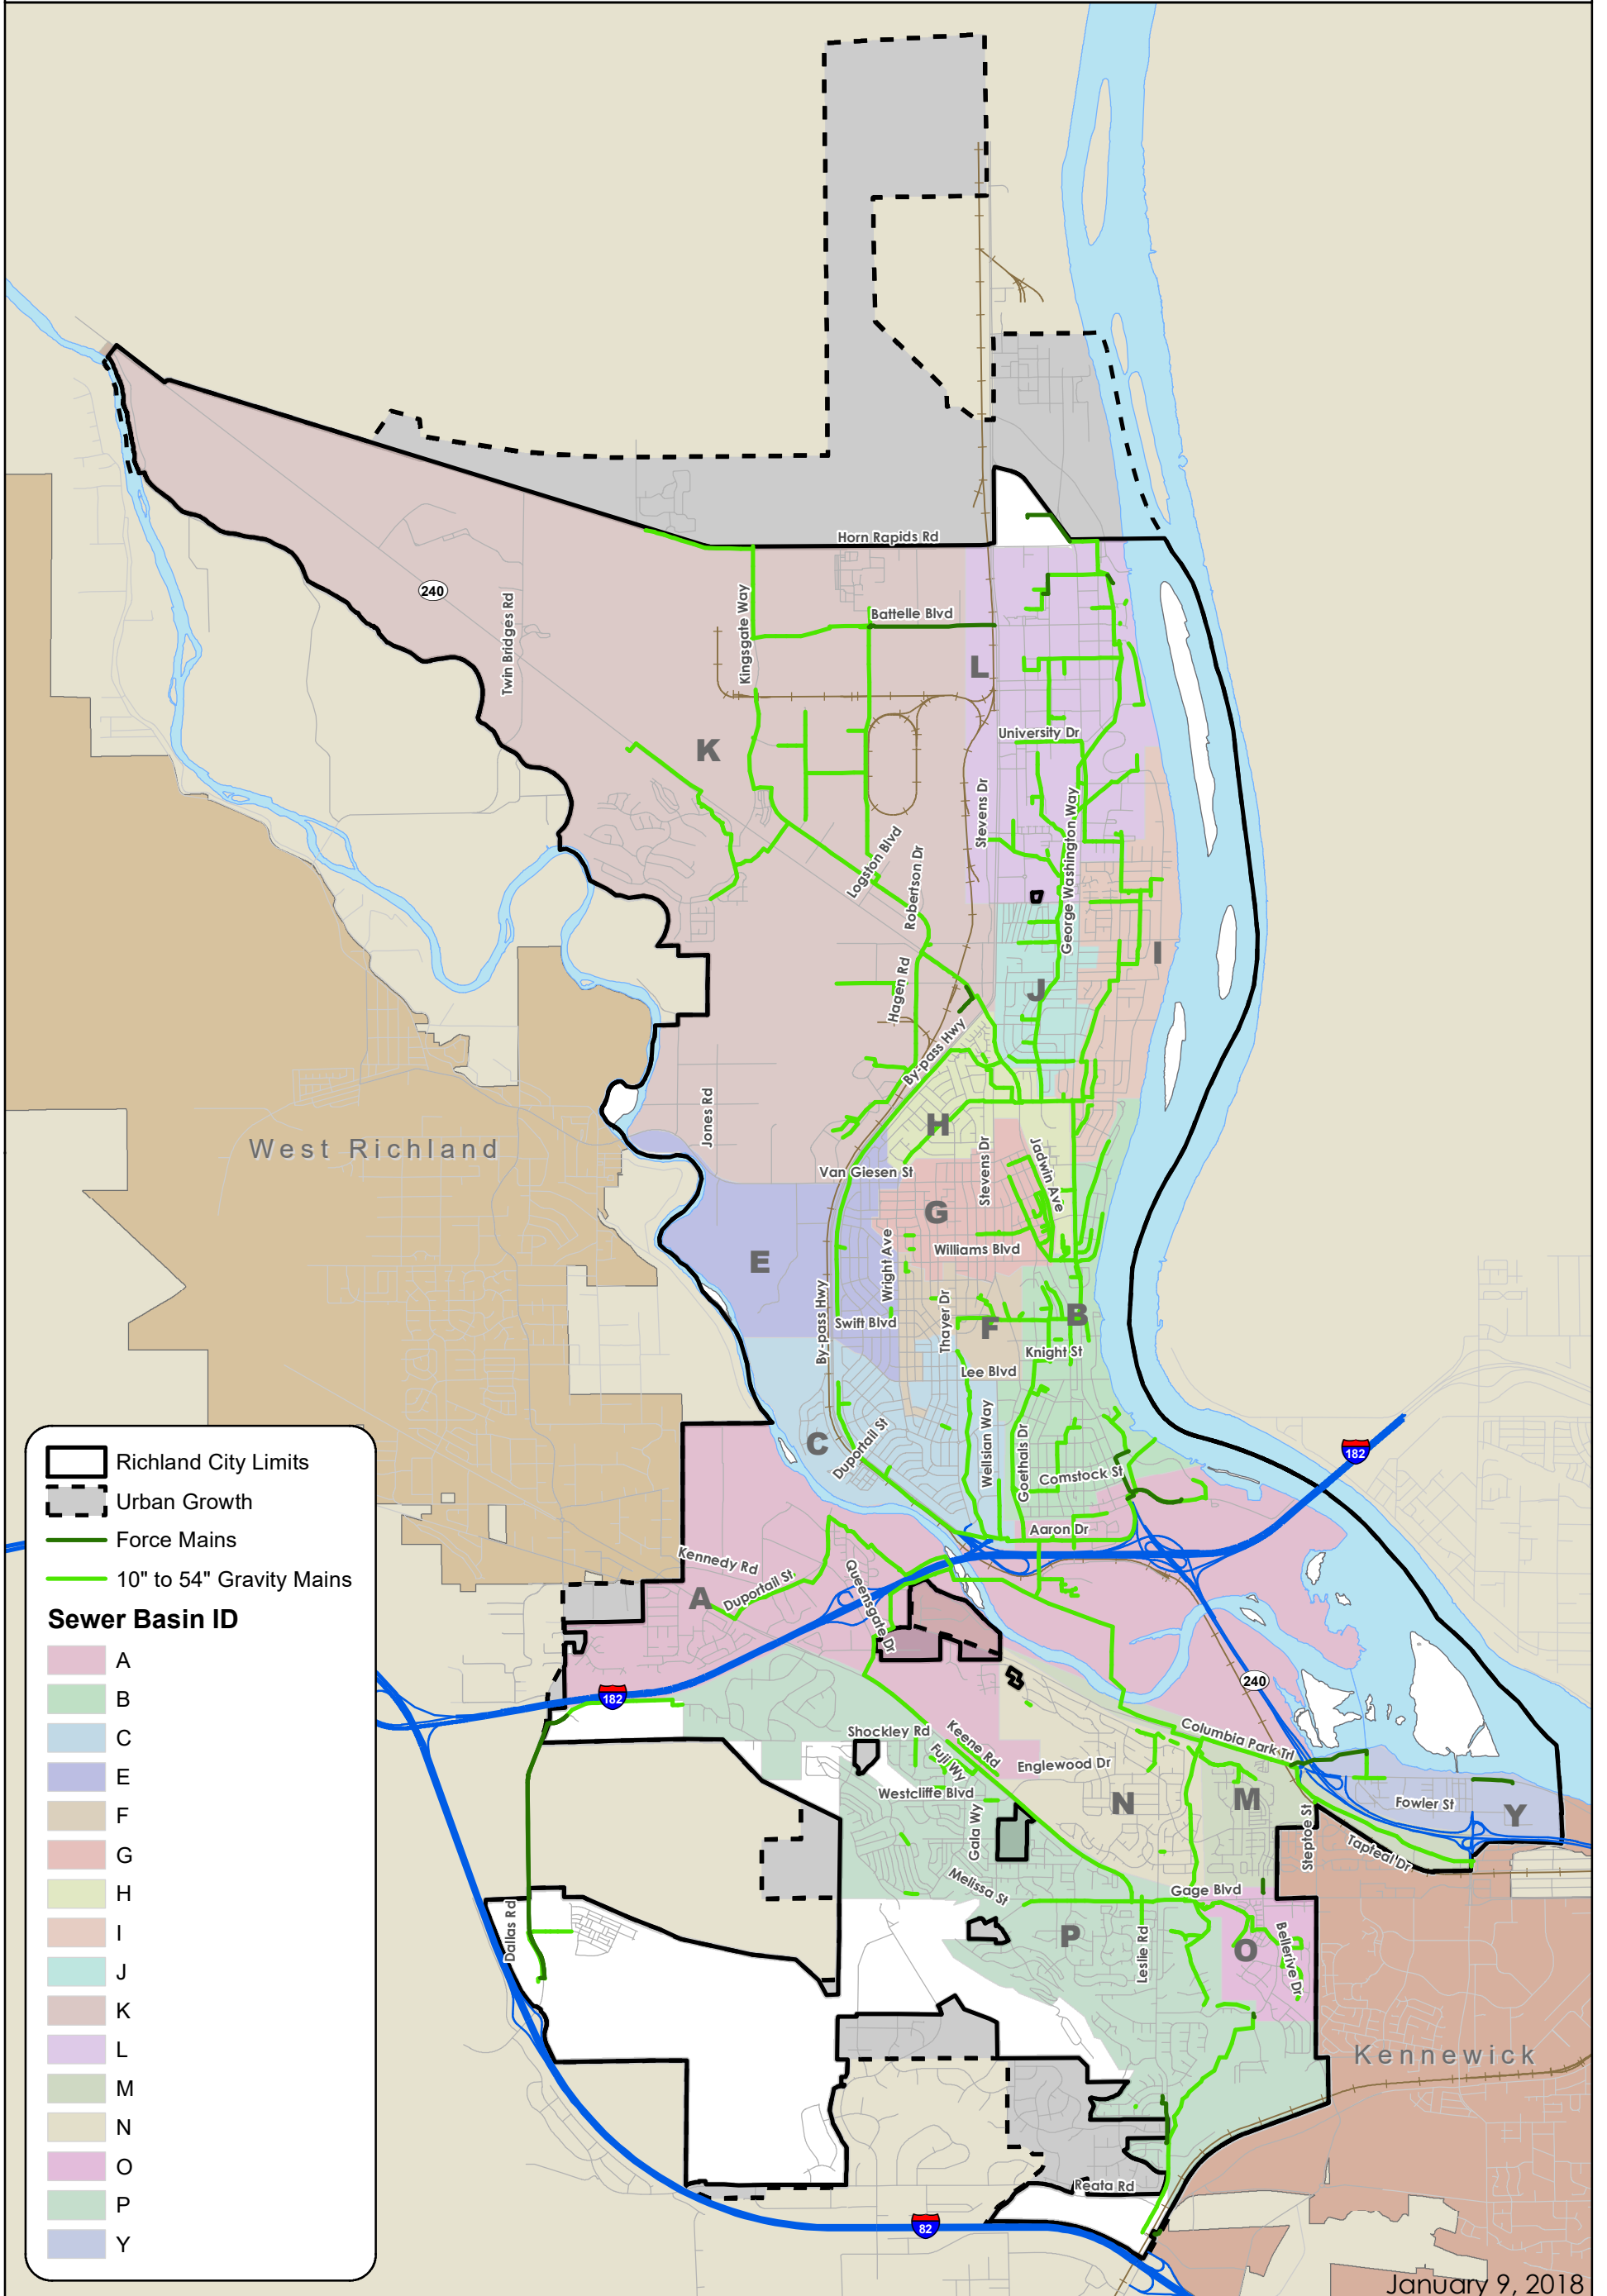 Horn Rapids Rd
240
Twin Bridges Rd
Kingsgate Way
Battelle Blvd
L
University Dr
K
Stevens Dr
George Washington Way
Logston Blvd
Robertson Dr
I
Hagen Rd
J
By-pass Hwy
Jones Rd
H
West Richland
Van Giesen St
Stevens Dr
Jadwin Ave
G
Williams Blvd
Wright Ave
E
By-pass Hwy
Swift Blvd
Thayer Dr
F
B
Knight St
Lee Blvd
C
Duportail St
Wellsian Way
Goethals Dr
Comstock St
182
Aaron Dr
Kennedy Rd
A
Duportail St
Queensgate Dr
240
182
Shockley Rd
Keene Rd
Fuji Wy
Englewood Dr
Columbia Park Trl
Westcliffe Blvd
N
M
Fowler St
Y
Gala Wy
Steptoe St
Tapteal Dr
Melissa St
Gage Blvd
Dallas Rd
P
Leslie Rd
O
Bellerive Dr
Kennewick
Reata Rd
82
Richland City Limits
Urban Growth
Force Mains
10" to 54" Gravity Mains
Sewer Basin ID
A
B
C
E
F
G
H
I
J
K
L
M
N
O
P
Y
January 9, 2018